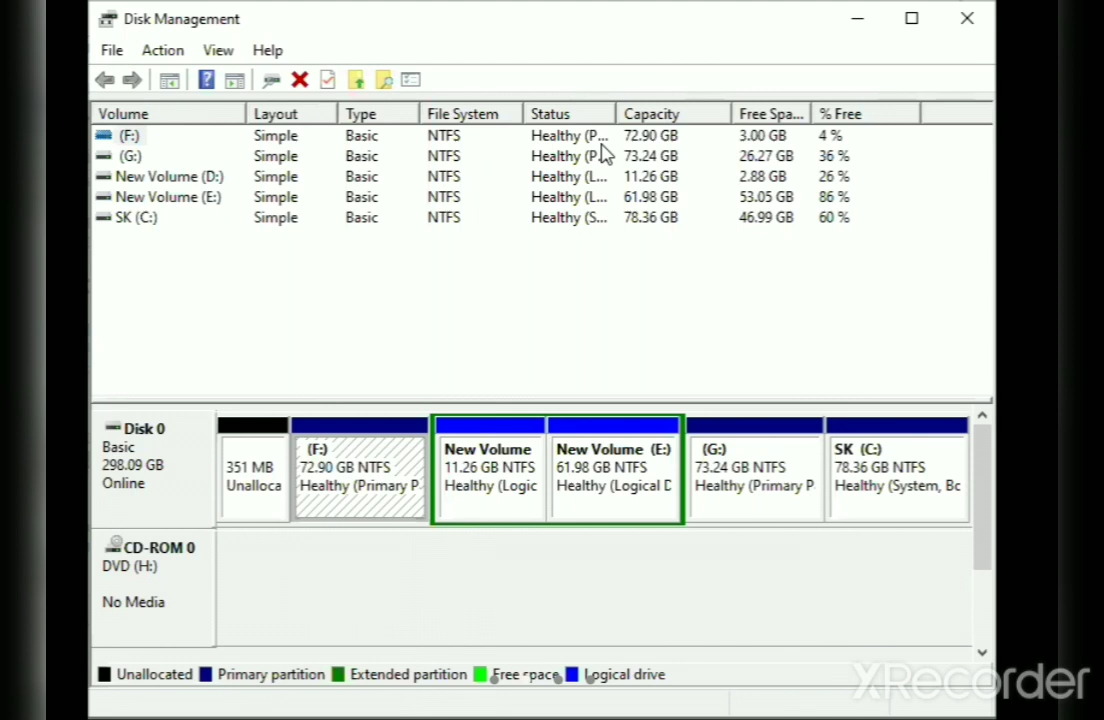 Disk Management
File Action View Help
Volume Layout Type File System Status Capacity Free Spa... % Free
(F:) Simple Basic NTFS Healthy (P... 72.90 GB 3.00 GB 4 %
(G:) Simple Basic NTFS Healthy (P... 73.24 GB 26.27 GB 36 %
New Volume (D:) Simple Basic NTFS Healthy (L... 11.26 GB 2.88 GB 26 %
New Volume (E:) Simple Basic NTFS Healthy (L... 61.98 GB 53.05 GB 86 %
SK (C:) Simple Basic NTFS Healthy (S... 78.36 GB 46.99 GB 60 %
Disk 0
Basic
298.09 GB
Online
351 MB
Unalloca
(F:)
72.90 GB NTFS
Healthy (Primary P
New Volume
11.26 GB NTFS
Healthy (Logic
New Volume (E:)
61.98 GB NTFS
Healthy (Logical D
(G:)
73.24 GB NTFS
Healthy (Primary P
SK (C:)
78.36 GB NTFS
Healthy (System, Bc
CD-ROM 0
DVD (H:)
No Media
Unallocated Primary partition Extended partition Free space Logical drive
XRecorder